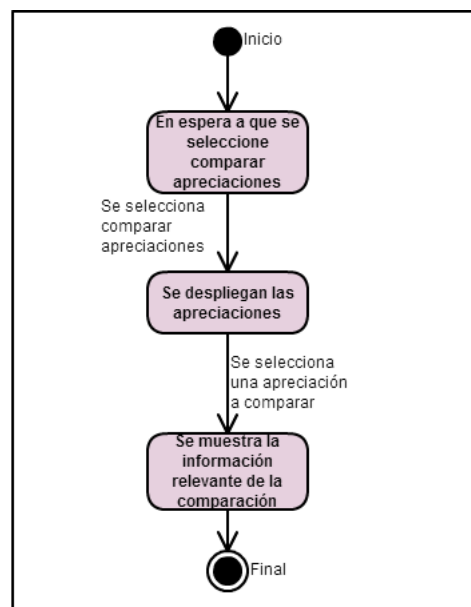 Inicio
En espera a que se
seleccione
comparar
apreciaciones
Se selecciona
comparar
apreciaciones
Se despliegan las
apreciaciones
Se selecciona
una apreciación
a comparar
Se muestra la
información
relevante de la
comparación
Final